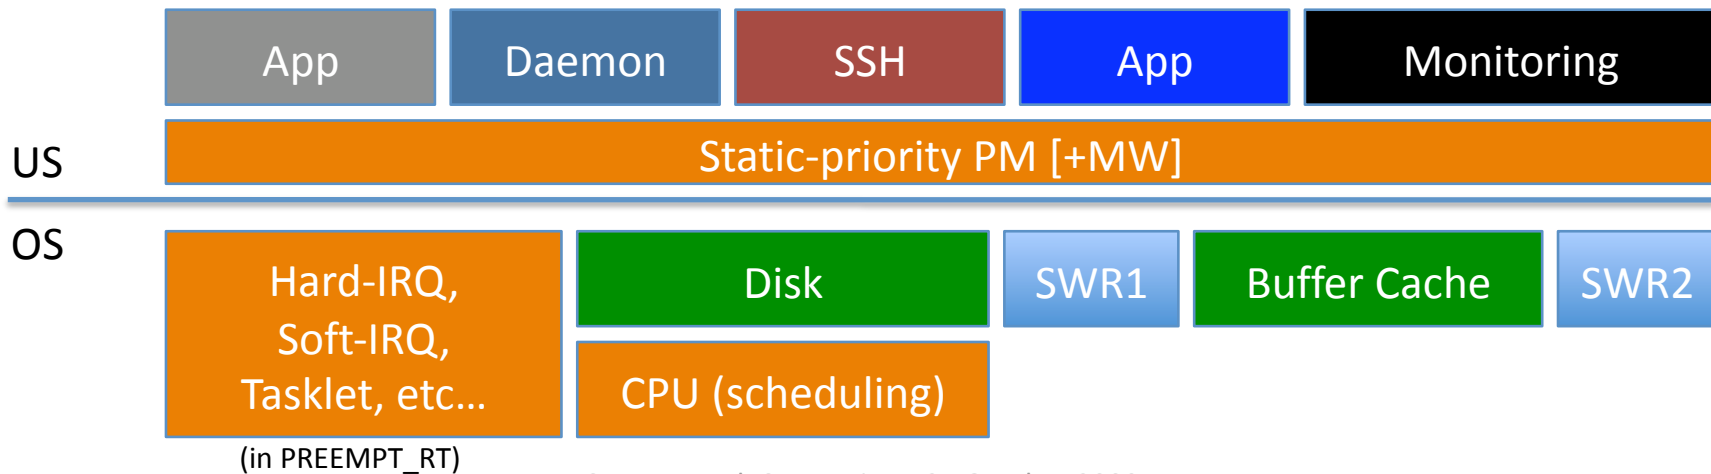 App
Daemon
SSH
App
Monitoring
US
Static-priority PM [+MW]
OS
Hard-IRQ,
Soft-IRQ,
Tasklet, etc...
(in PREEMPT_RT)
Disk
SWR1
Buffer Cache
SWR2
CPU (scheduling)